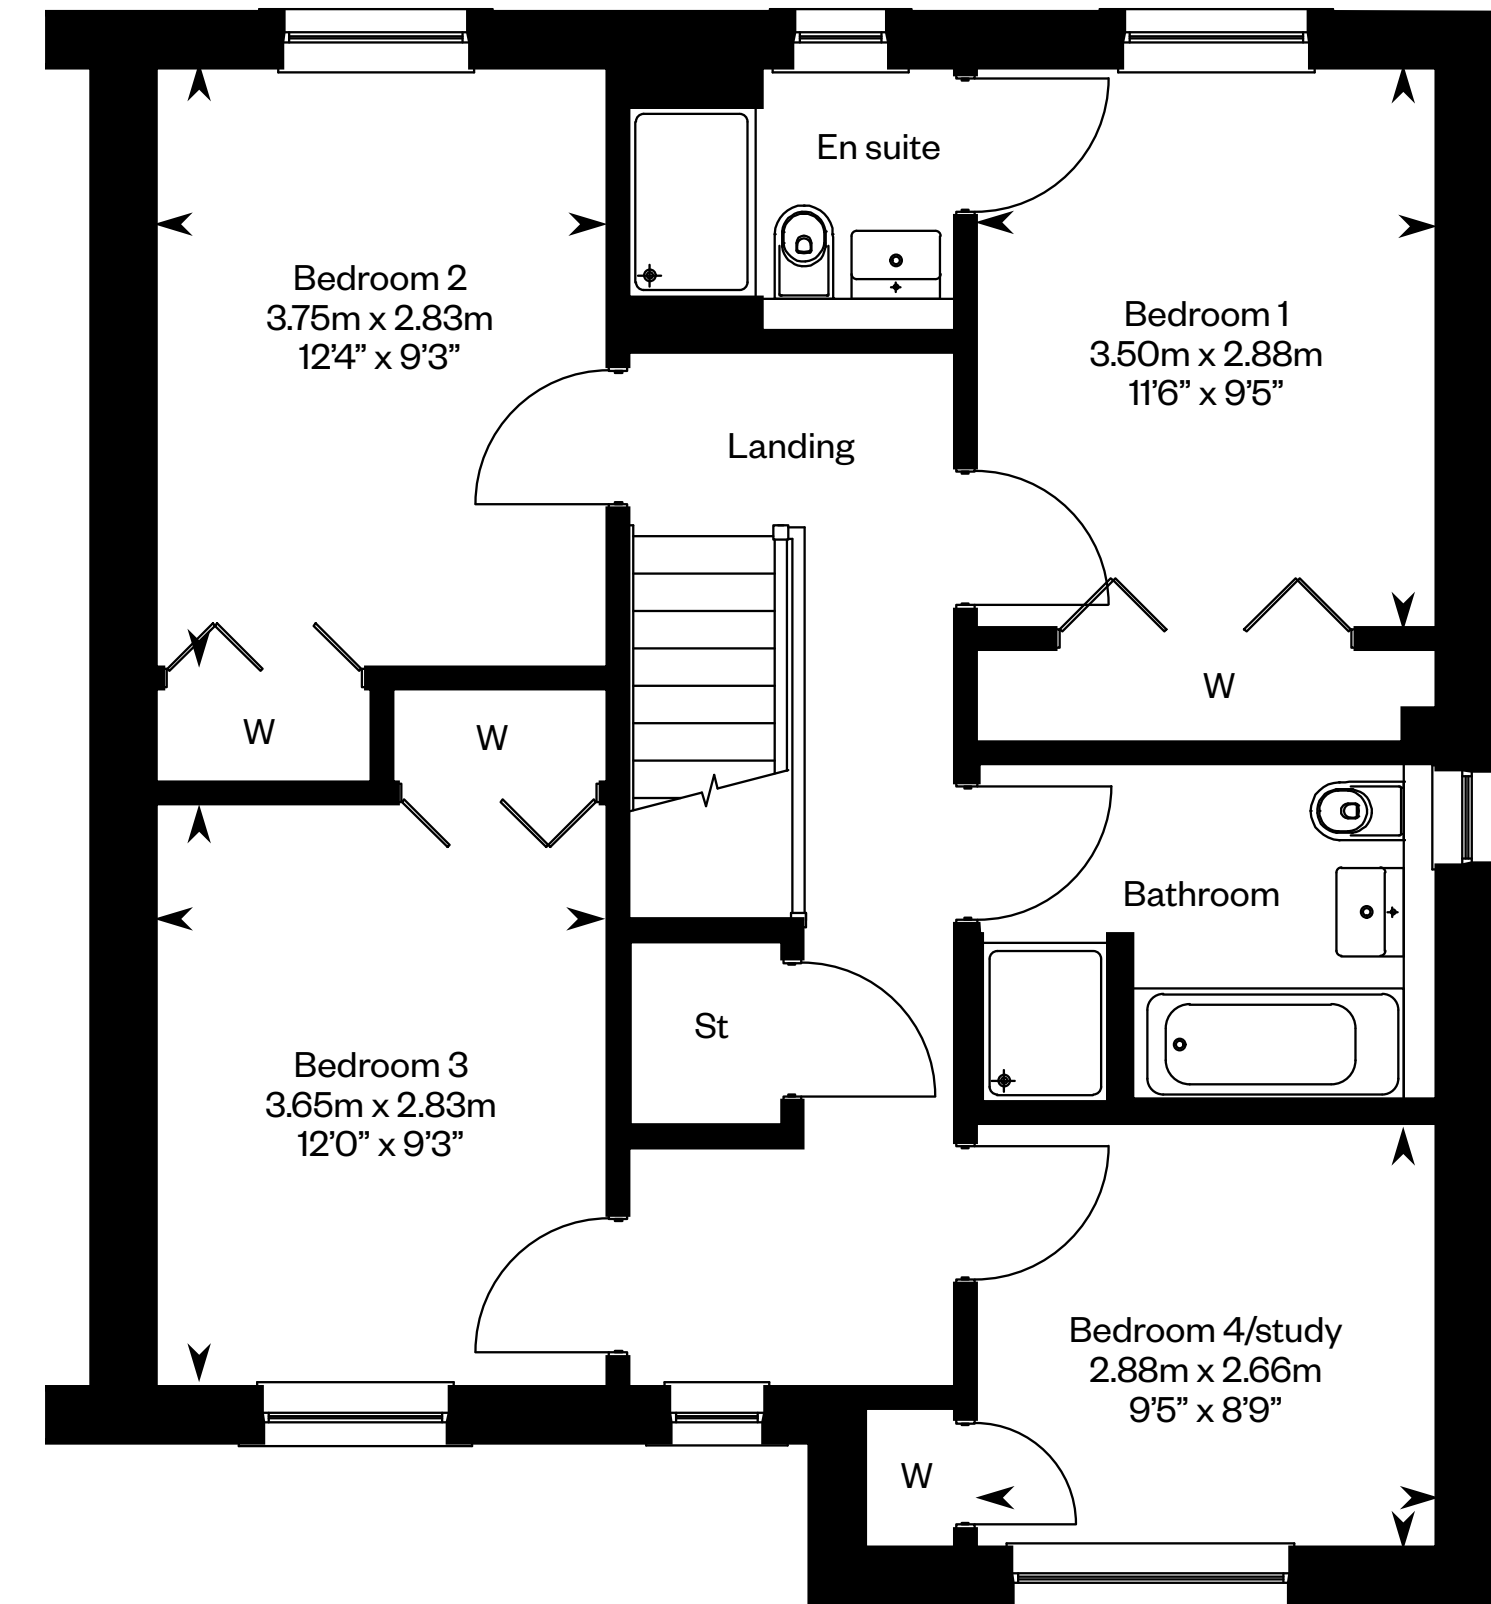 En suite
Bedroom 2
3.75m x 2.83m
12’4” x 9’3”
Bedroom 1
3.50m x 2.88m
11’6” x 9’5”
Landing
W
W
W
Bathroom
St
Bedroom 3
3.65m x 2.83m
12’0” x 9’3”
Bedroom 4/study
2.88m x 2.66m
9’5” x 8’9”
W